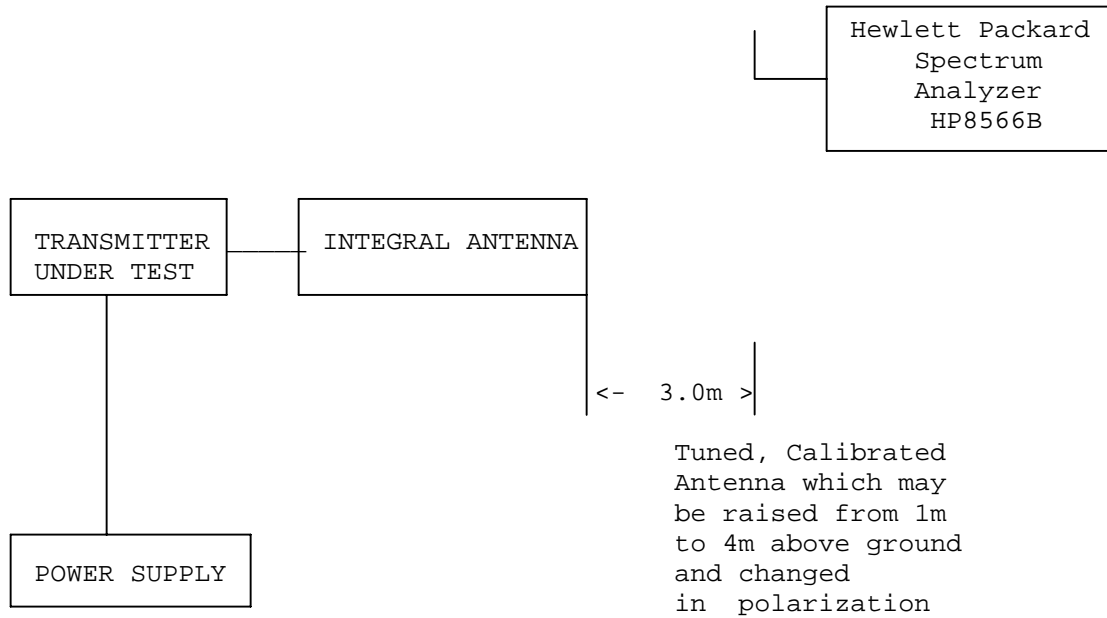 Hewlett Packard
Spectrum
Analyzer
HP8566B
TRANSMITTER
UNDER TEST
INTEGRAL ANTENNA
<- 3.0m >
Tuned, Calibrated
Antenna which may
be raised from 1m
to 4m above ground
and changed
in polarization
POWER SUPPLY